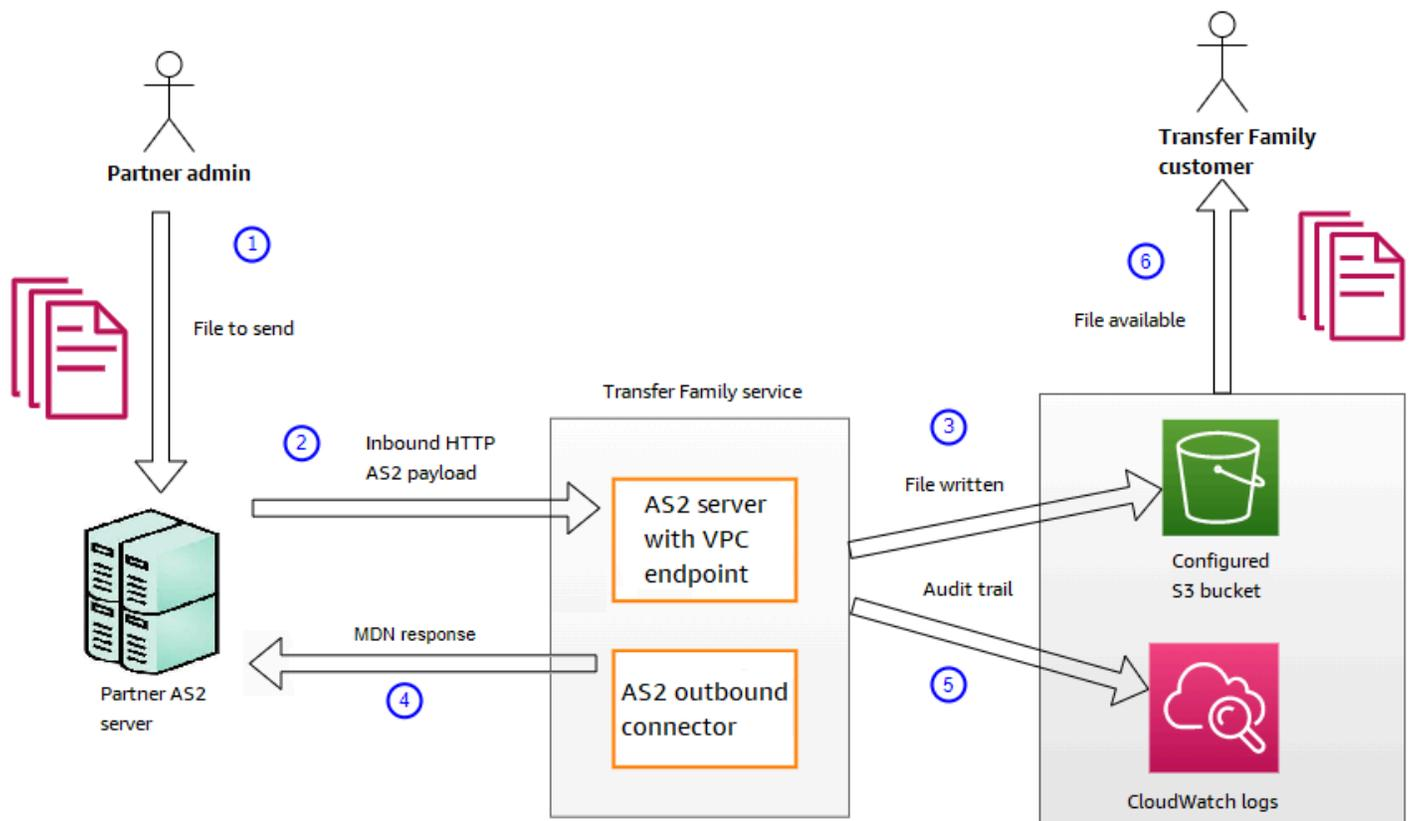 Partner admin
Transfer Family
customer
1
File to send
6
File available
Transfer Family service
2
Inbound HTTP
AS2 payload
3
File written
AS2 server
with VPC
endpoint
Configured
S3 bucket
Audit trail
MDN response
4
5
AS2 outbound
connector
Partner AS2
server
CloudWatch logs